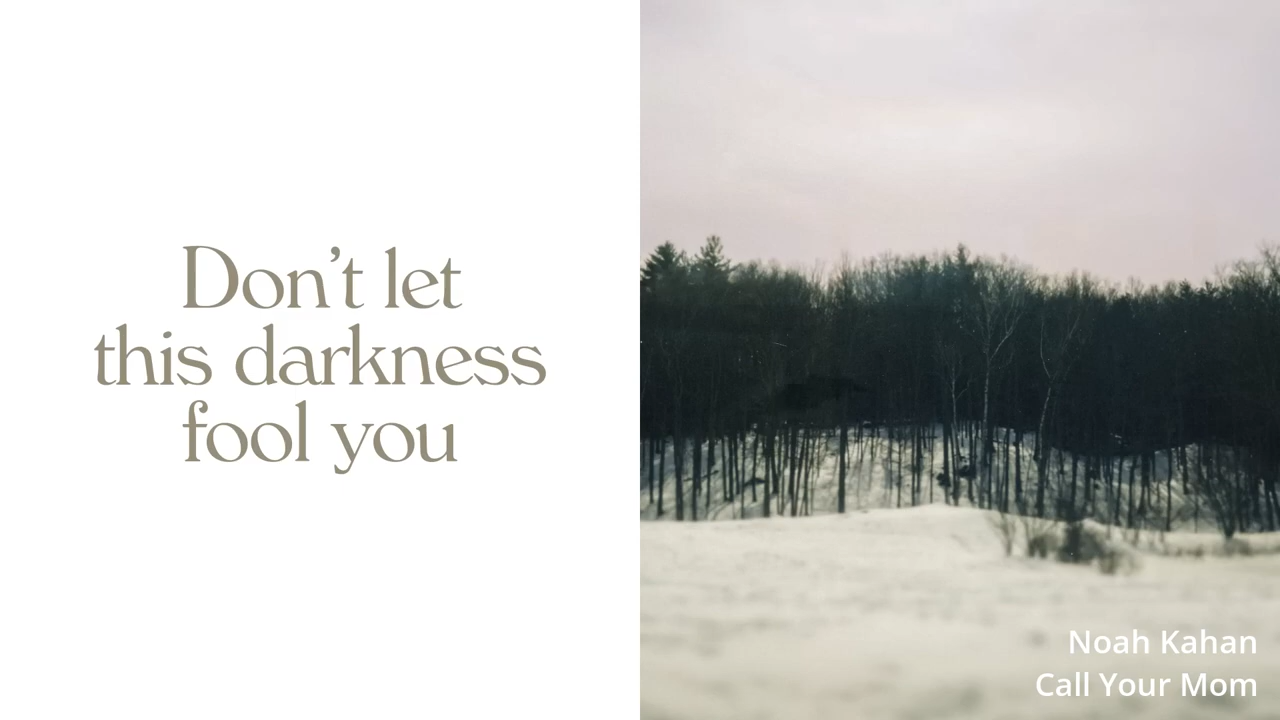 Don’t let
this darkness
fool you
Noah Kahan
Call Your Mom